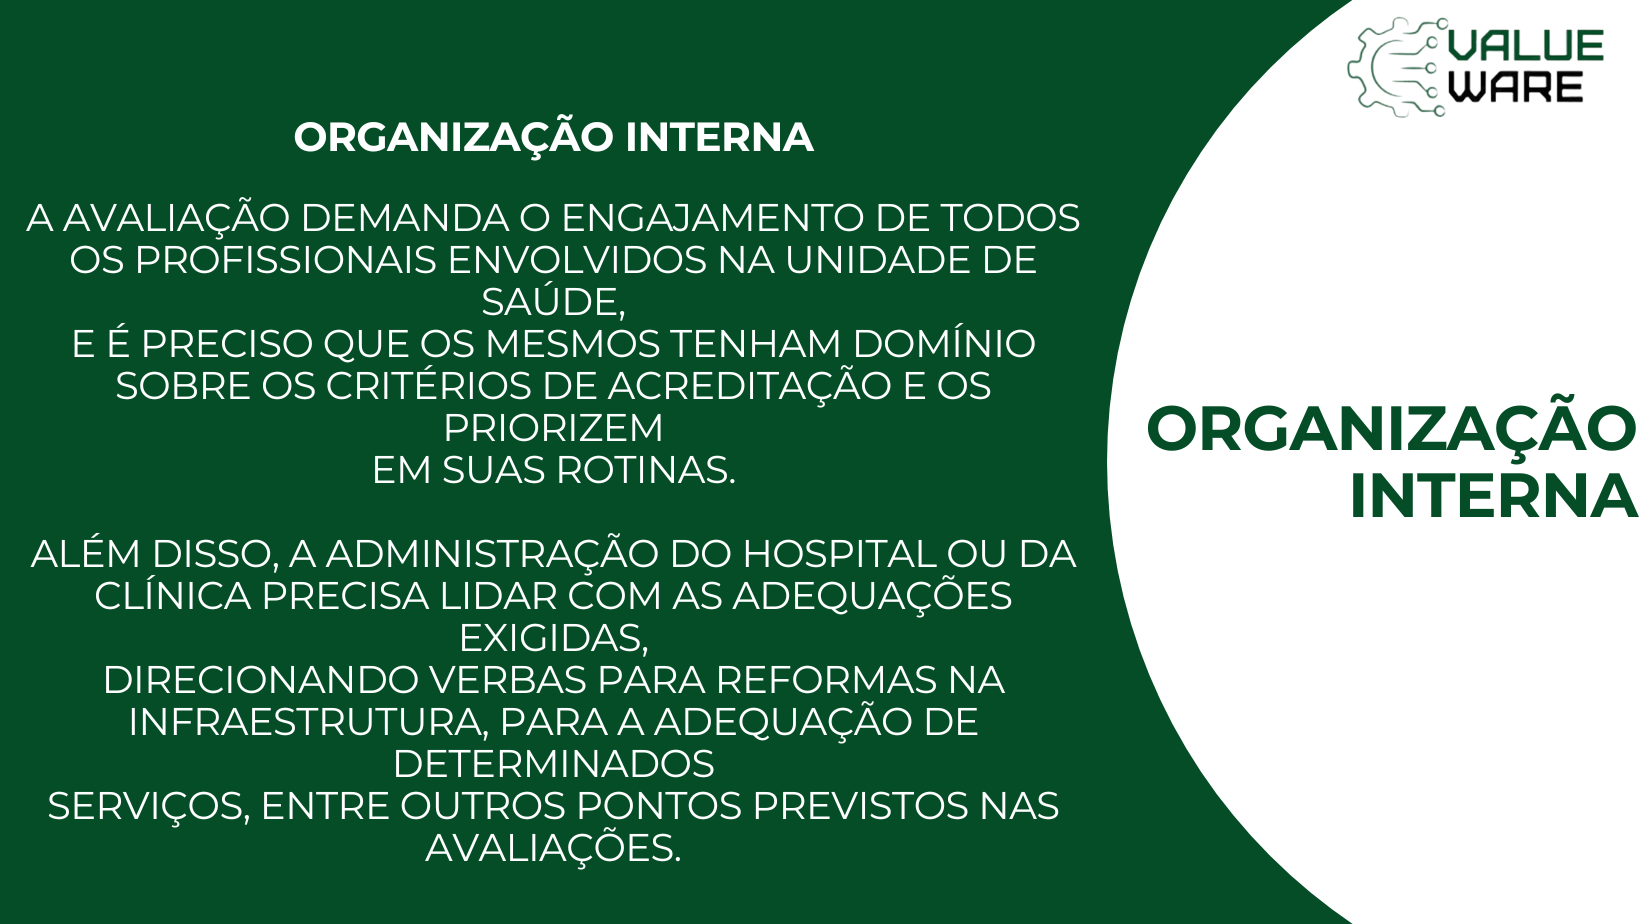 VALUE
WARE
ORGANIZAÇÃO INTERNA
A AVALIAÇÃO DEMANDA O ENGAJAMENTO DE TODOS
OS PROFISSIONAIS ENVOLVIDOS NA UNIDADE DE
SAÚDE,
E É PRECISO QUE OS MESMOS TENHAM DOMÍNIO
SOBRE OS CRITÉRIOS DE ACREDITAÇÃO E OS
PRIORIZEM
EM SUAS ROTINAS.
ALÉM DISSO, A ADMINISTRAÇÃO DO HOSPITAL OU DA
CLÍNICA PRECISA LIDAR COM AS ADEQUAÇÕES
EXIGIDAS,
DIRECIONANDO VERBAS PARA REFORMAS NA
INFRAESTRUTURA, PARA A ADEQUAÇÃO DE
DETERMINADOS
SERVIÇOS, ENTRE OUTROS PONTOS PREVISTOS NAS
AVALIAÇÕES.
ORGANIZAÇÃO
INTERNA